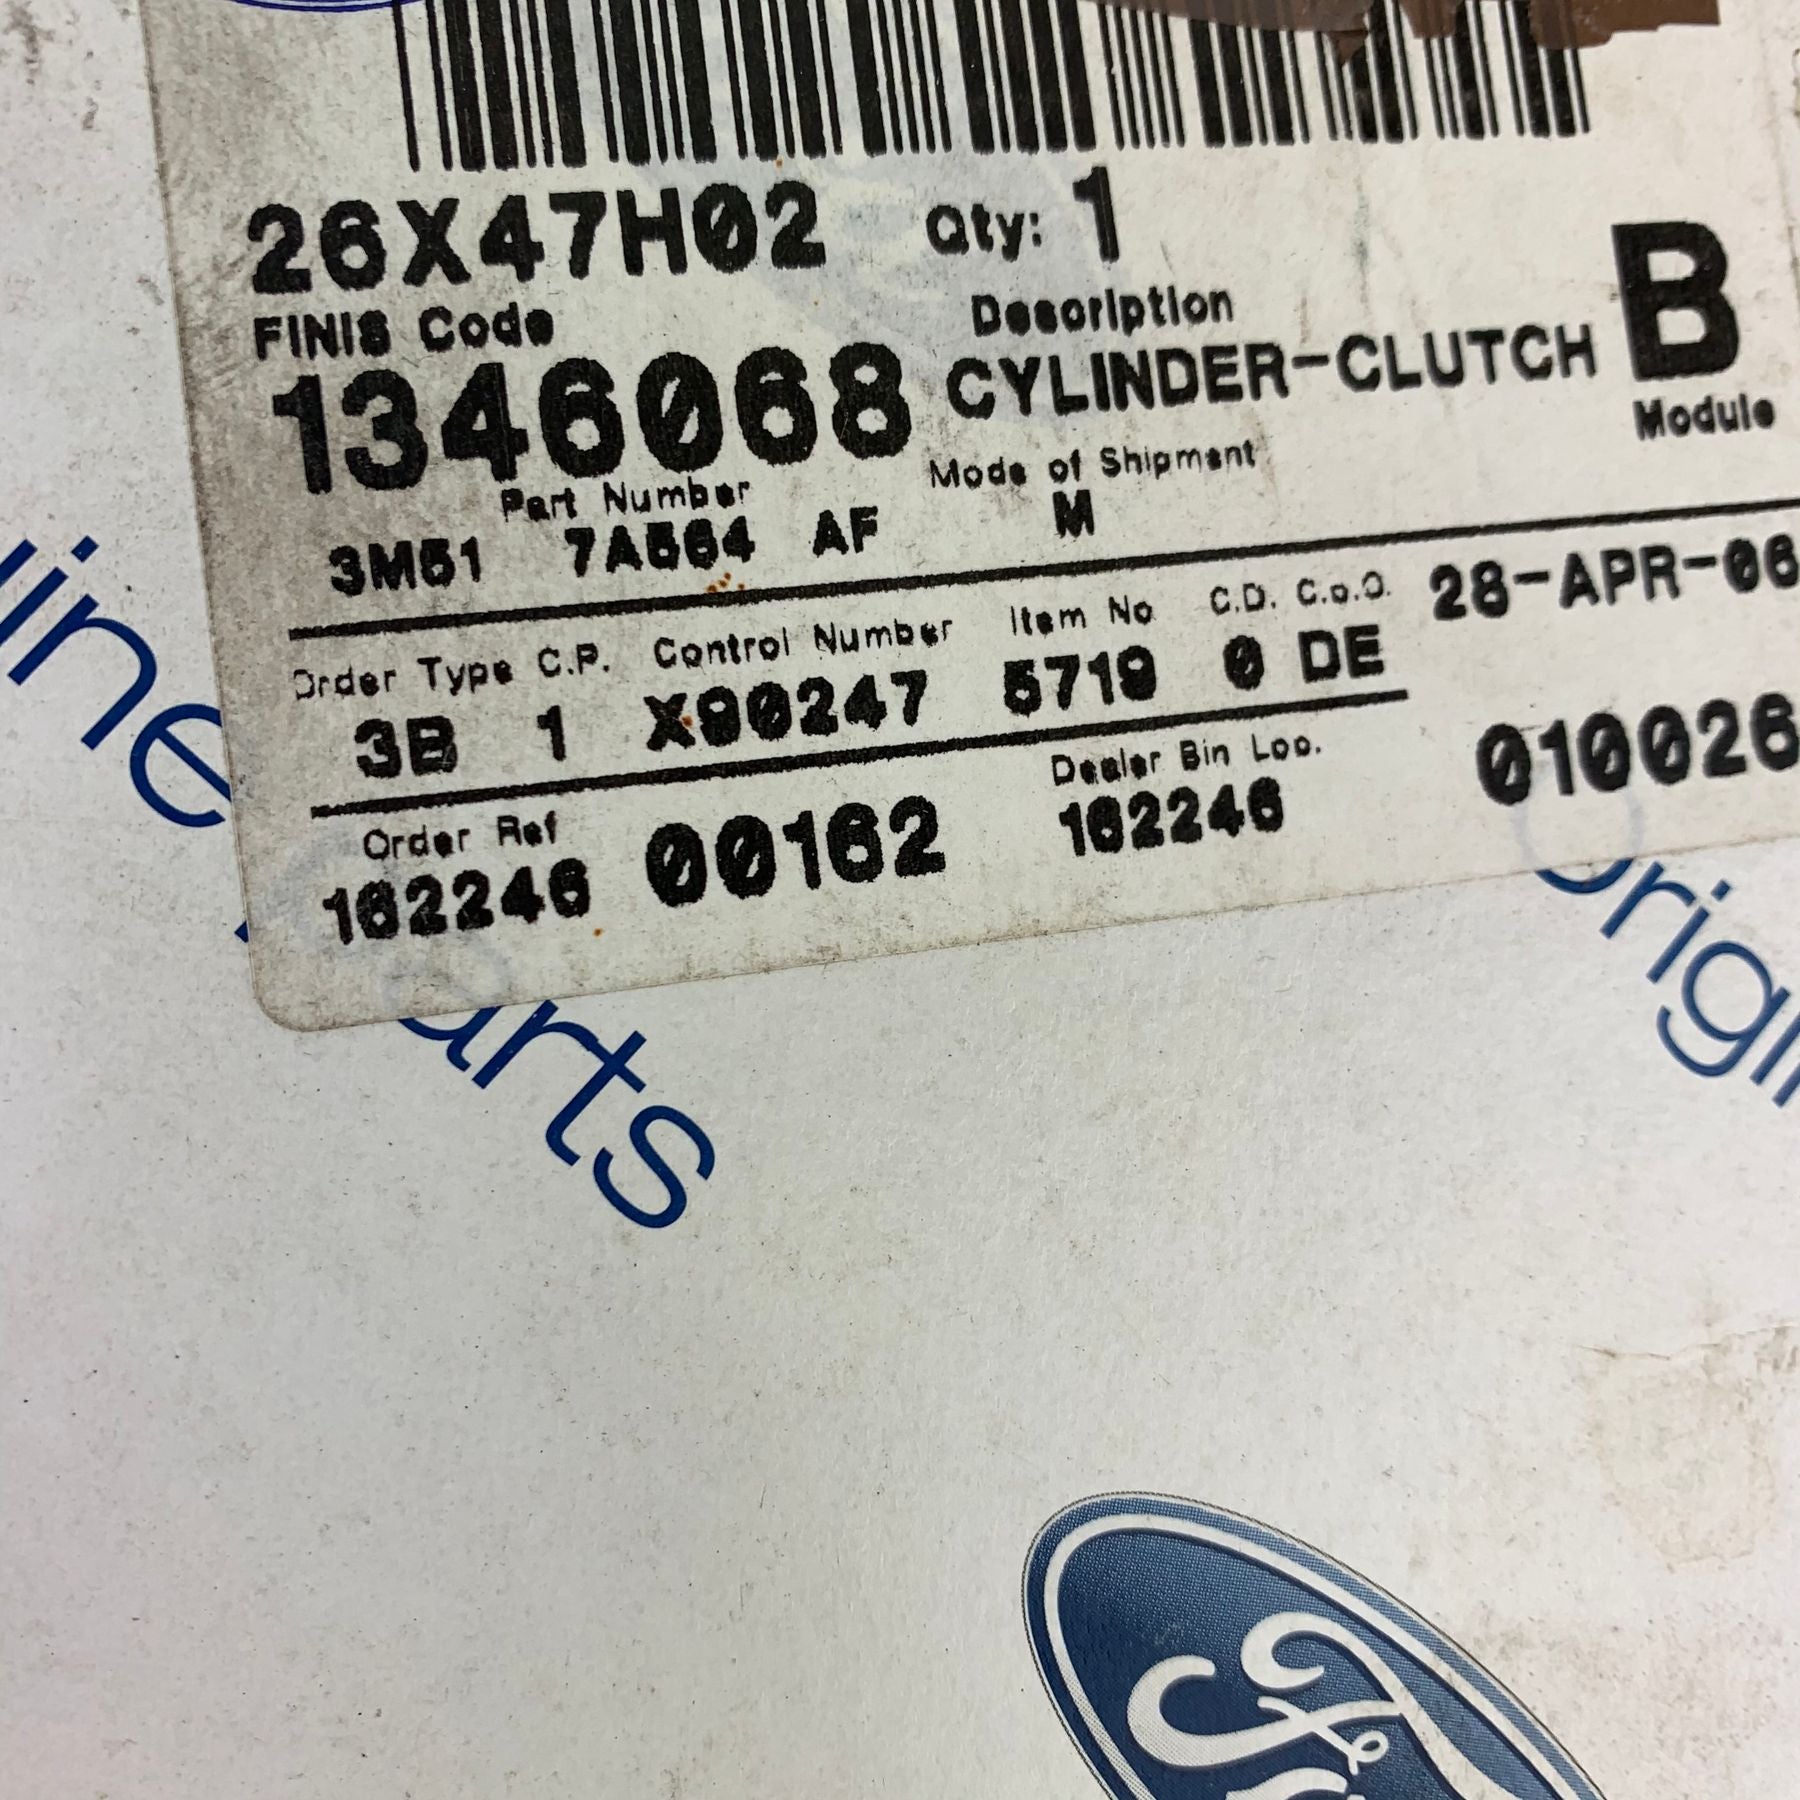 26X47H02 Qty: 1
FINIS Code Description B
1346068 CYLINDER-CLUTCH Module
Part Number Mode of Shipment
3M51 7A564 AF M
Order Type C.P. Control Number Item No C.D. C.o.O. 28-APR-06
3B 1 X90247 5719 0 DE
Order Ref Dealer Bin Loc. 010026
162246 00162 162246
Parts
Ford